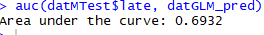 > auc(datMTest$late, datGLM_pred)
Area under the curve: 0.6932